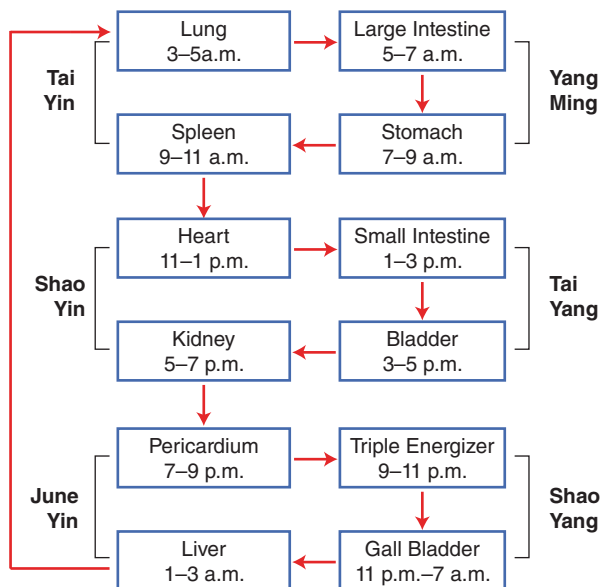 Lung
3–5a.m.
Large Intestine
5–7 a.m.
Tai
Yin
Yang
Ming
Spleen
9–11 a.m.
Stomach
7–9 a.m.
Heart
11–1 p.m.
Small Intestine
1–3 p.m.
Shao
Yin
Tai
Yang
Kidney
5–7 p.m.
Bladder
3–5 p.m.
Pericardium
7–9 p.m.
Triple Energizer
9–11 p.m.
June
Yin
Shao
Yang
Liver
1–3 a.m.
Gall Bladder
11 p.m.–7 a.m.